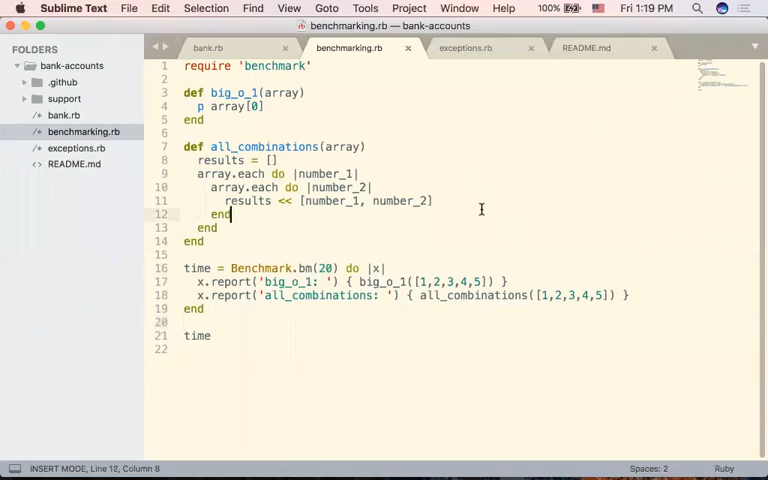 Sublime Text File Edit Selection Find View Goto Tools Project Window Help 100% Fri 1:19 PM
benchmarking.rb — bank-accounts
FOLDERS
bank-accounts
.github
support
/* bank.rb
/* benchmarking.rb
/* exceptions.rb
<> README.md
bank.rb × benchmarking.rb × exceptions.rb × README.md ×
1 require 'benchmark'
2
3 def big_o_1(array)
4   p array[0]
5 end
6
7 def all_combinations(array)
8   results = []
9   array.each do |number_1|
10     array.each do |number_2|
11       results << [number_1, number_2]
12     end
13   end
14 end
15
16 time = Benchmark.bm(20) do |x|
17   x.report('big_o_1: ') { big_o_1([1,2,3,4,5]) }
18   x.report('all_combinations: ') { all_combinations([1,2,3,4,5]) }
19 end
20
21 time
22
INSERT MODE, Line 12, Column 8 Spaces: 2 Ruby